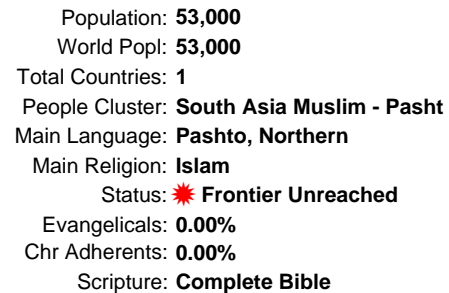 Population: 53,000
World Popl: 53,000
Total Countries: 1
People Cluster: South Asia Muslim - Pasht
Main Language: Pashto, Northern
Main Religion: Islam
Status: Frontier Unreached
Evangelicals: 0.00%
Chr Adherents: 0.00%
Scripture: Complete Bible